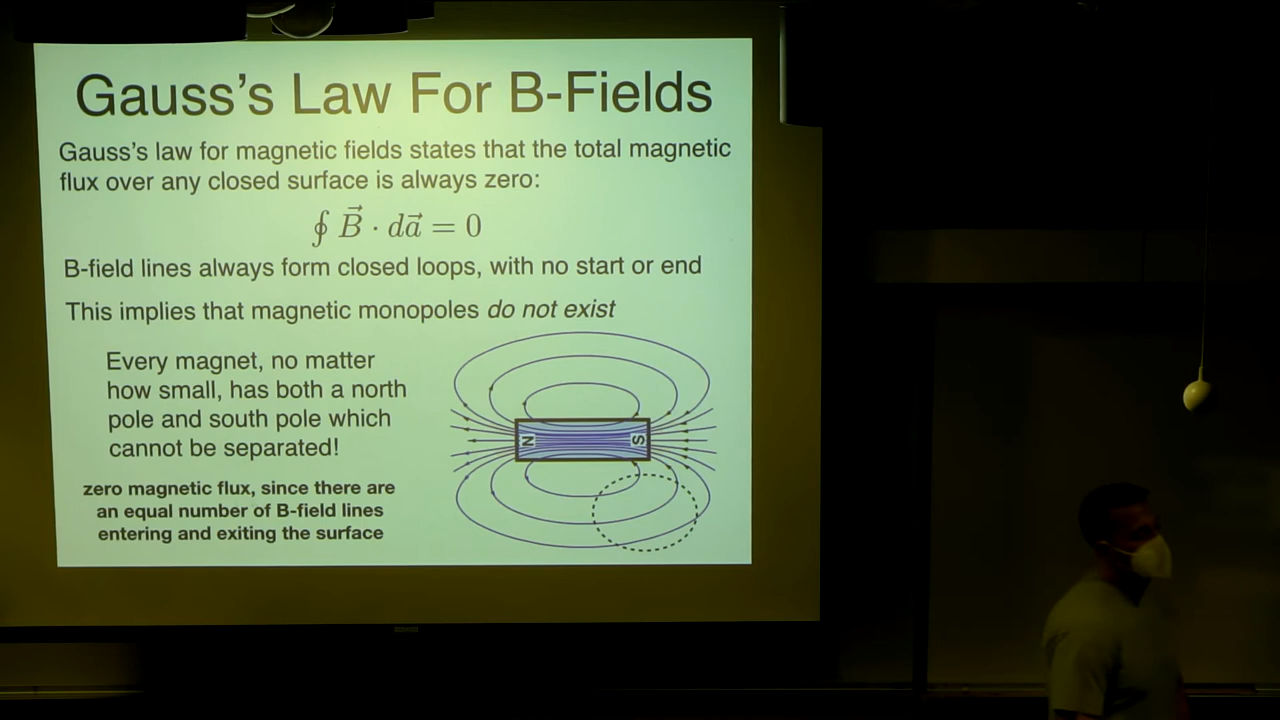 Gauss's Law For B-Fields
Gauss's law for magnetic fields states that the total magnetic
flux over any closed surface is always zero:
∮ B⃗ · da⃗ = 0
B-field lines always form closed loops, with no start or end
This implies that magnetic monopoles do not exist
Every magnet, no matter
how small, has both a north
pole and south pole which
cannot be separated!
N
S
zero magnetic flux, since there are
an equal number of B-field lines
entering and exiting the surface